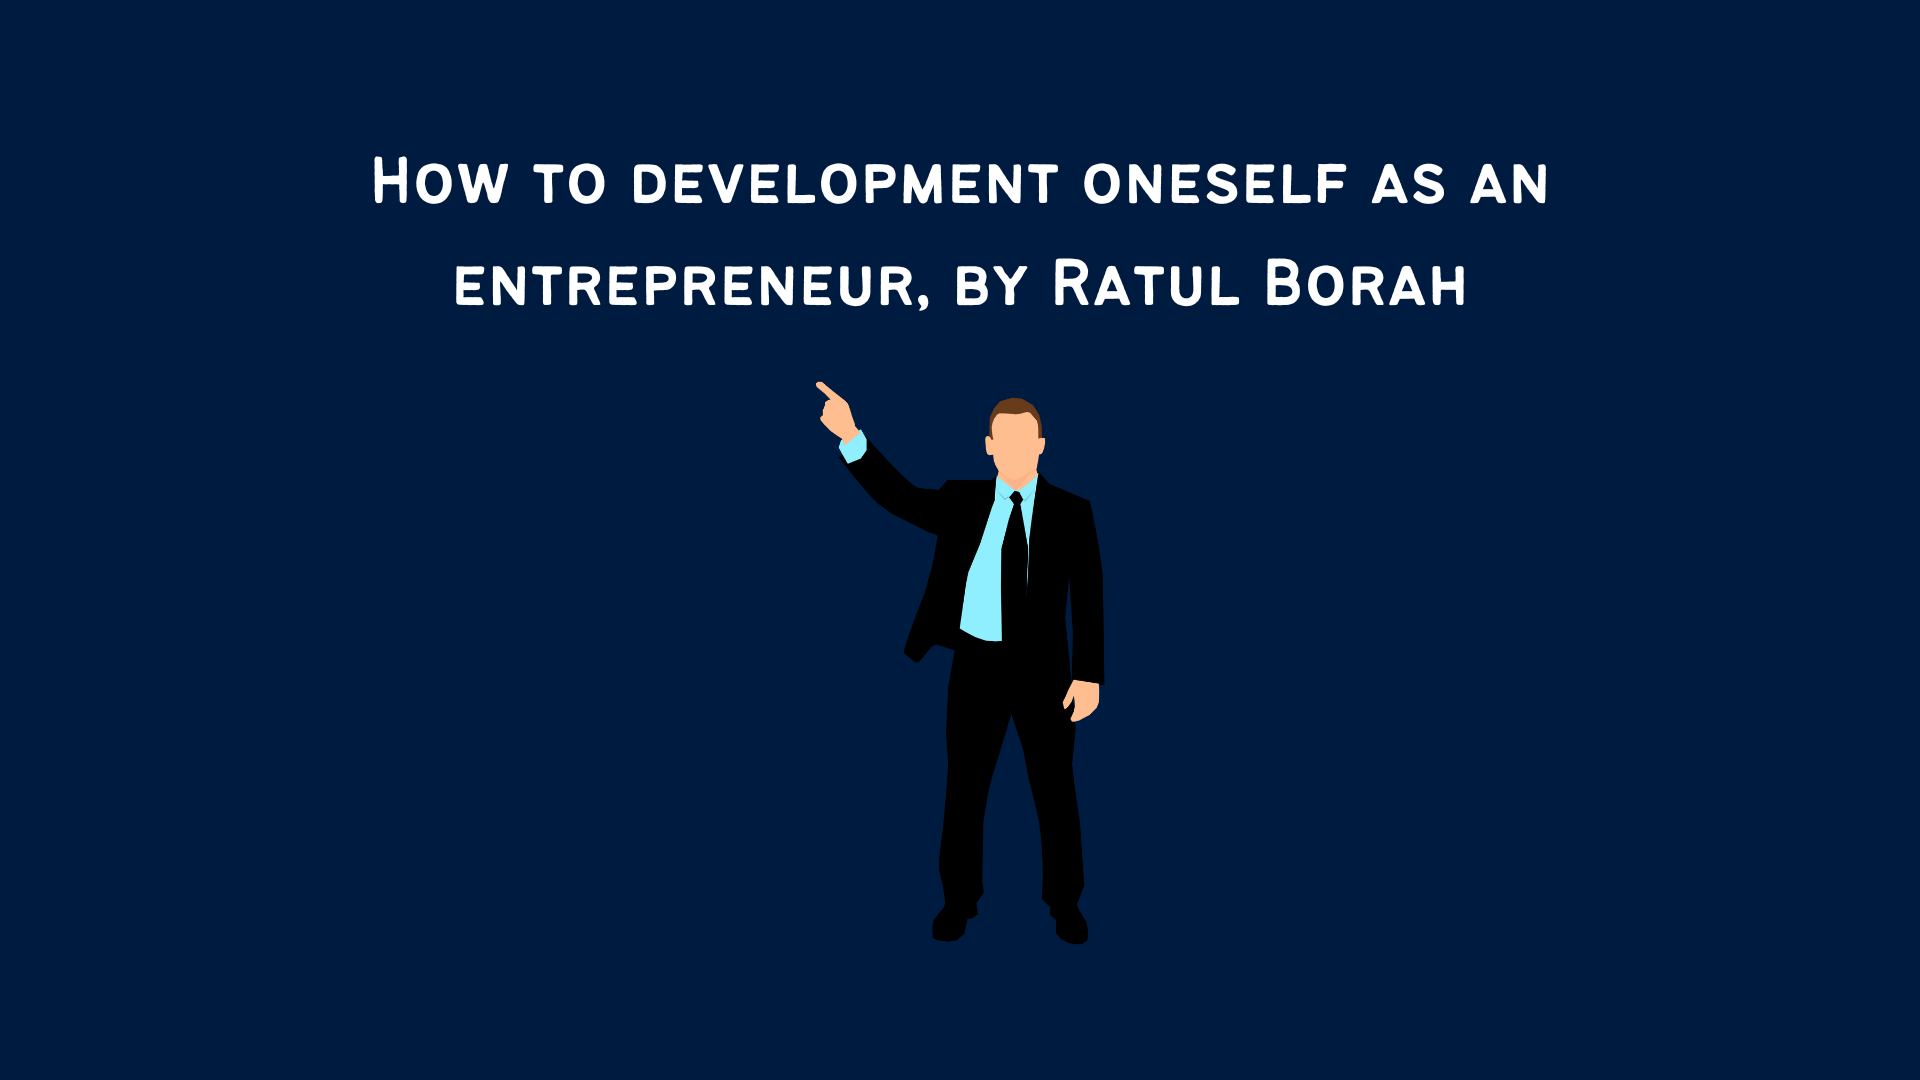 How to development oneself as an
entrepreneur, by Ratul Borah